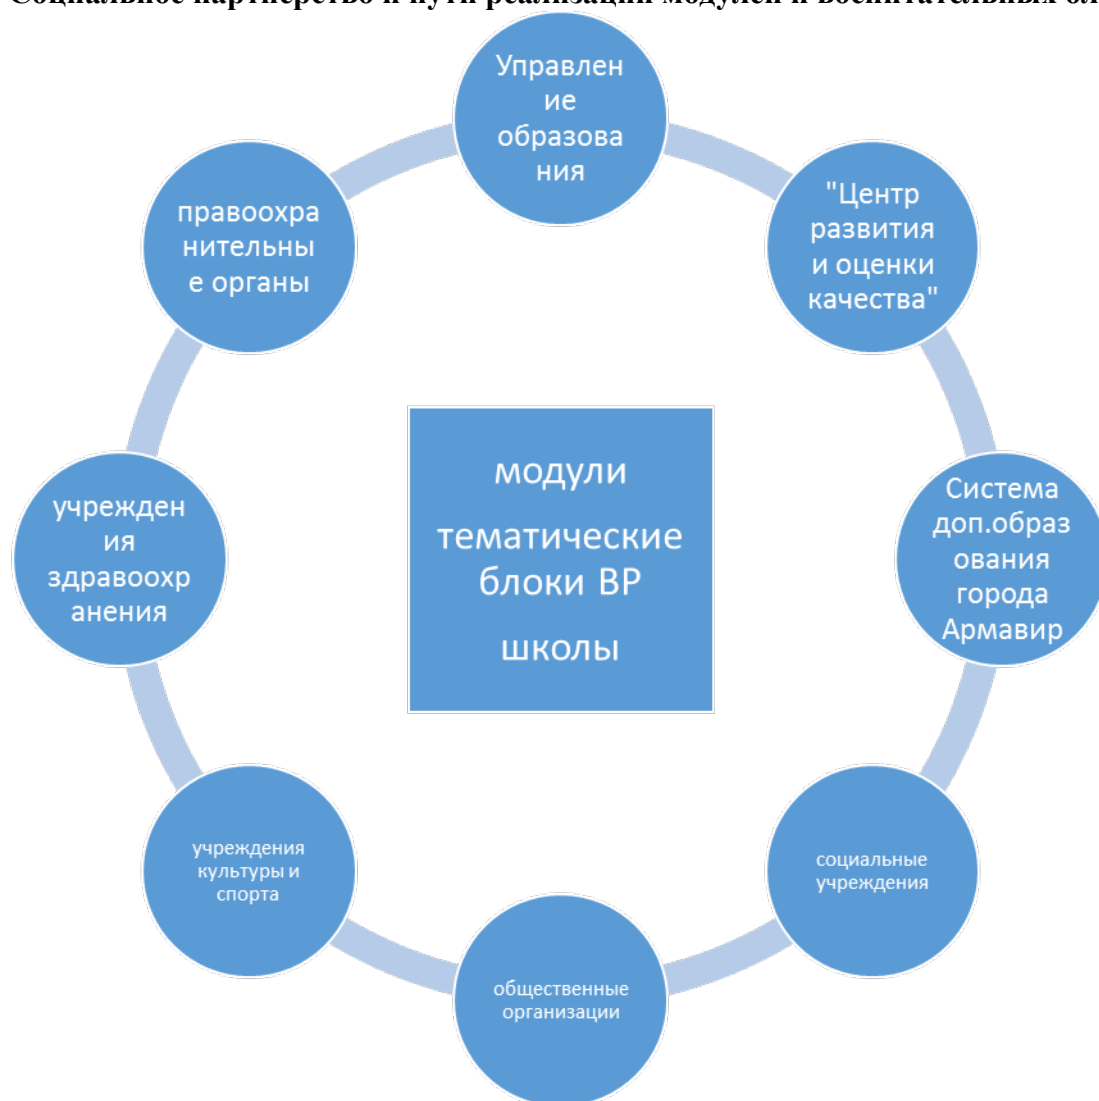 Социальное партнерство и пути реализации модулей и воспитательных
Управлен
ие
образова
ния
"Центр
развития
и оценки
качества"
Система
доп.образ
ования
города
Армавир
социальные
учреждения
общественные
организации
учреждения
культуры и
спорта
учрежден
ия
здравоохр
анения
правоохра
нительны
е органы
модули
тематические
блоки ВР
школы